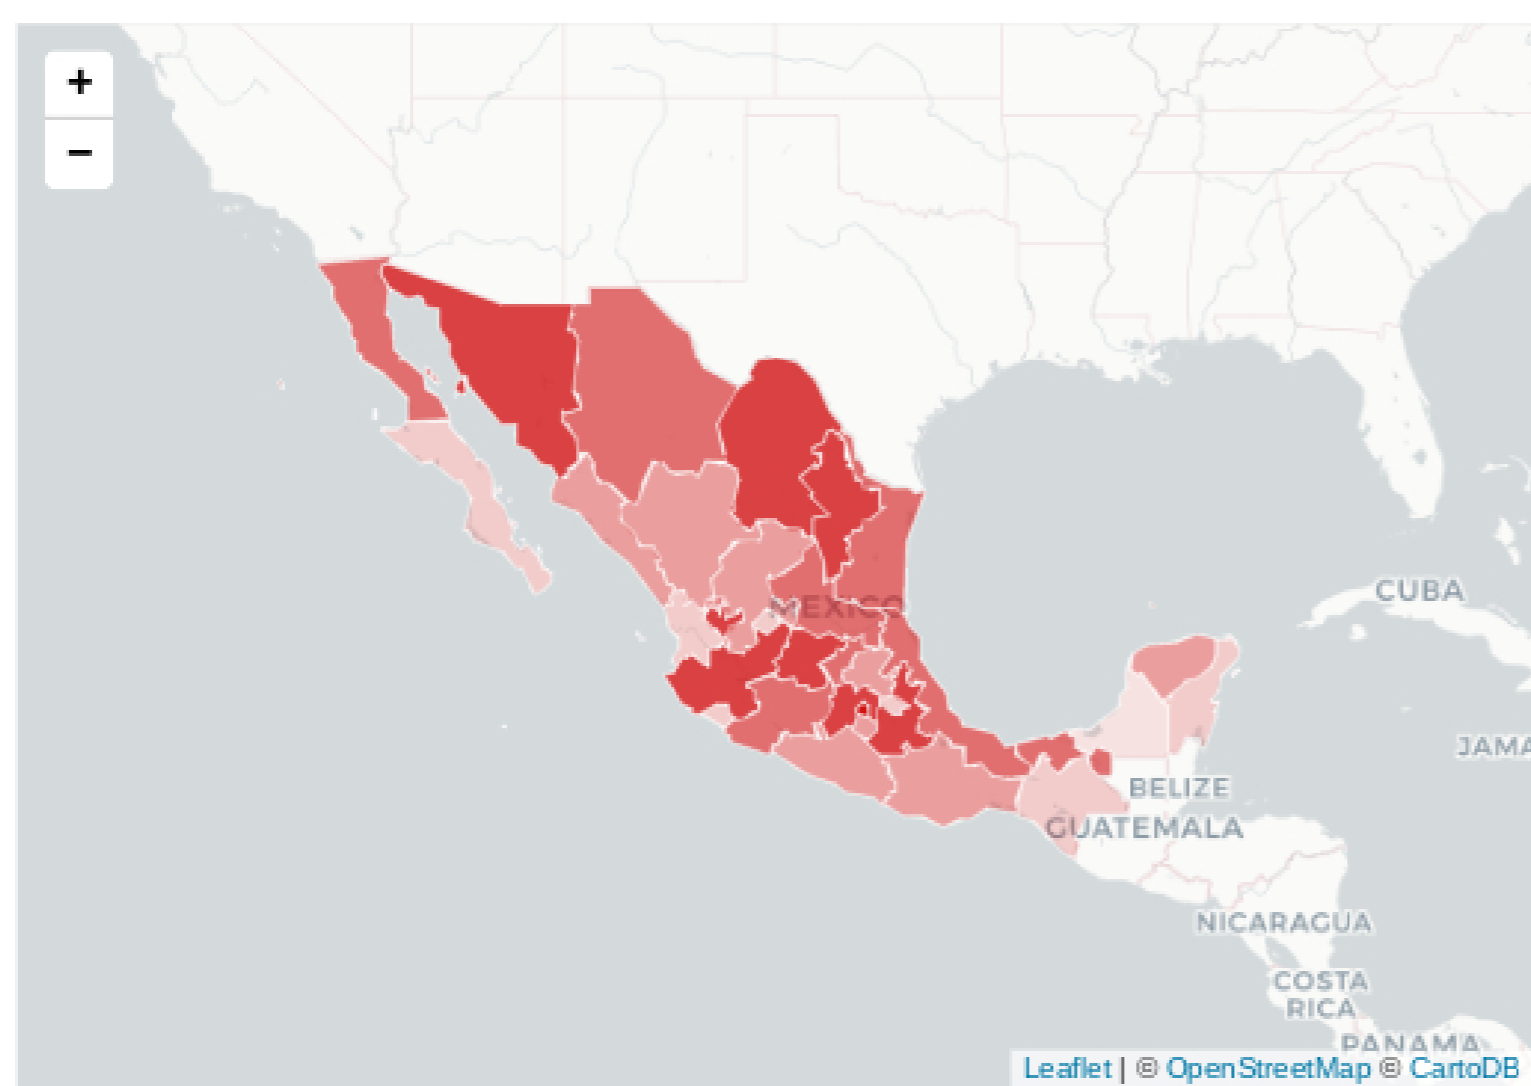 +
−
MEXICO
CUBA
JAMA
BELIZE
GUATEMALA
NICARAGUA
COSTA
RICA
PANAMA
Leaflet | © OpenStreetMap © CartoDB